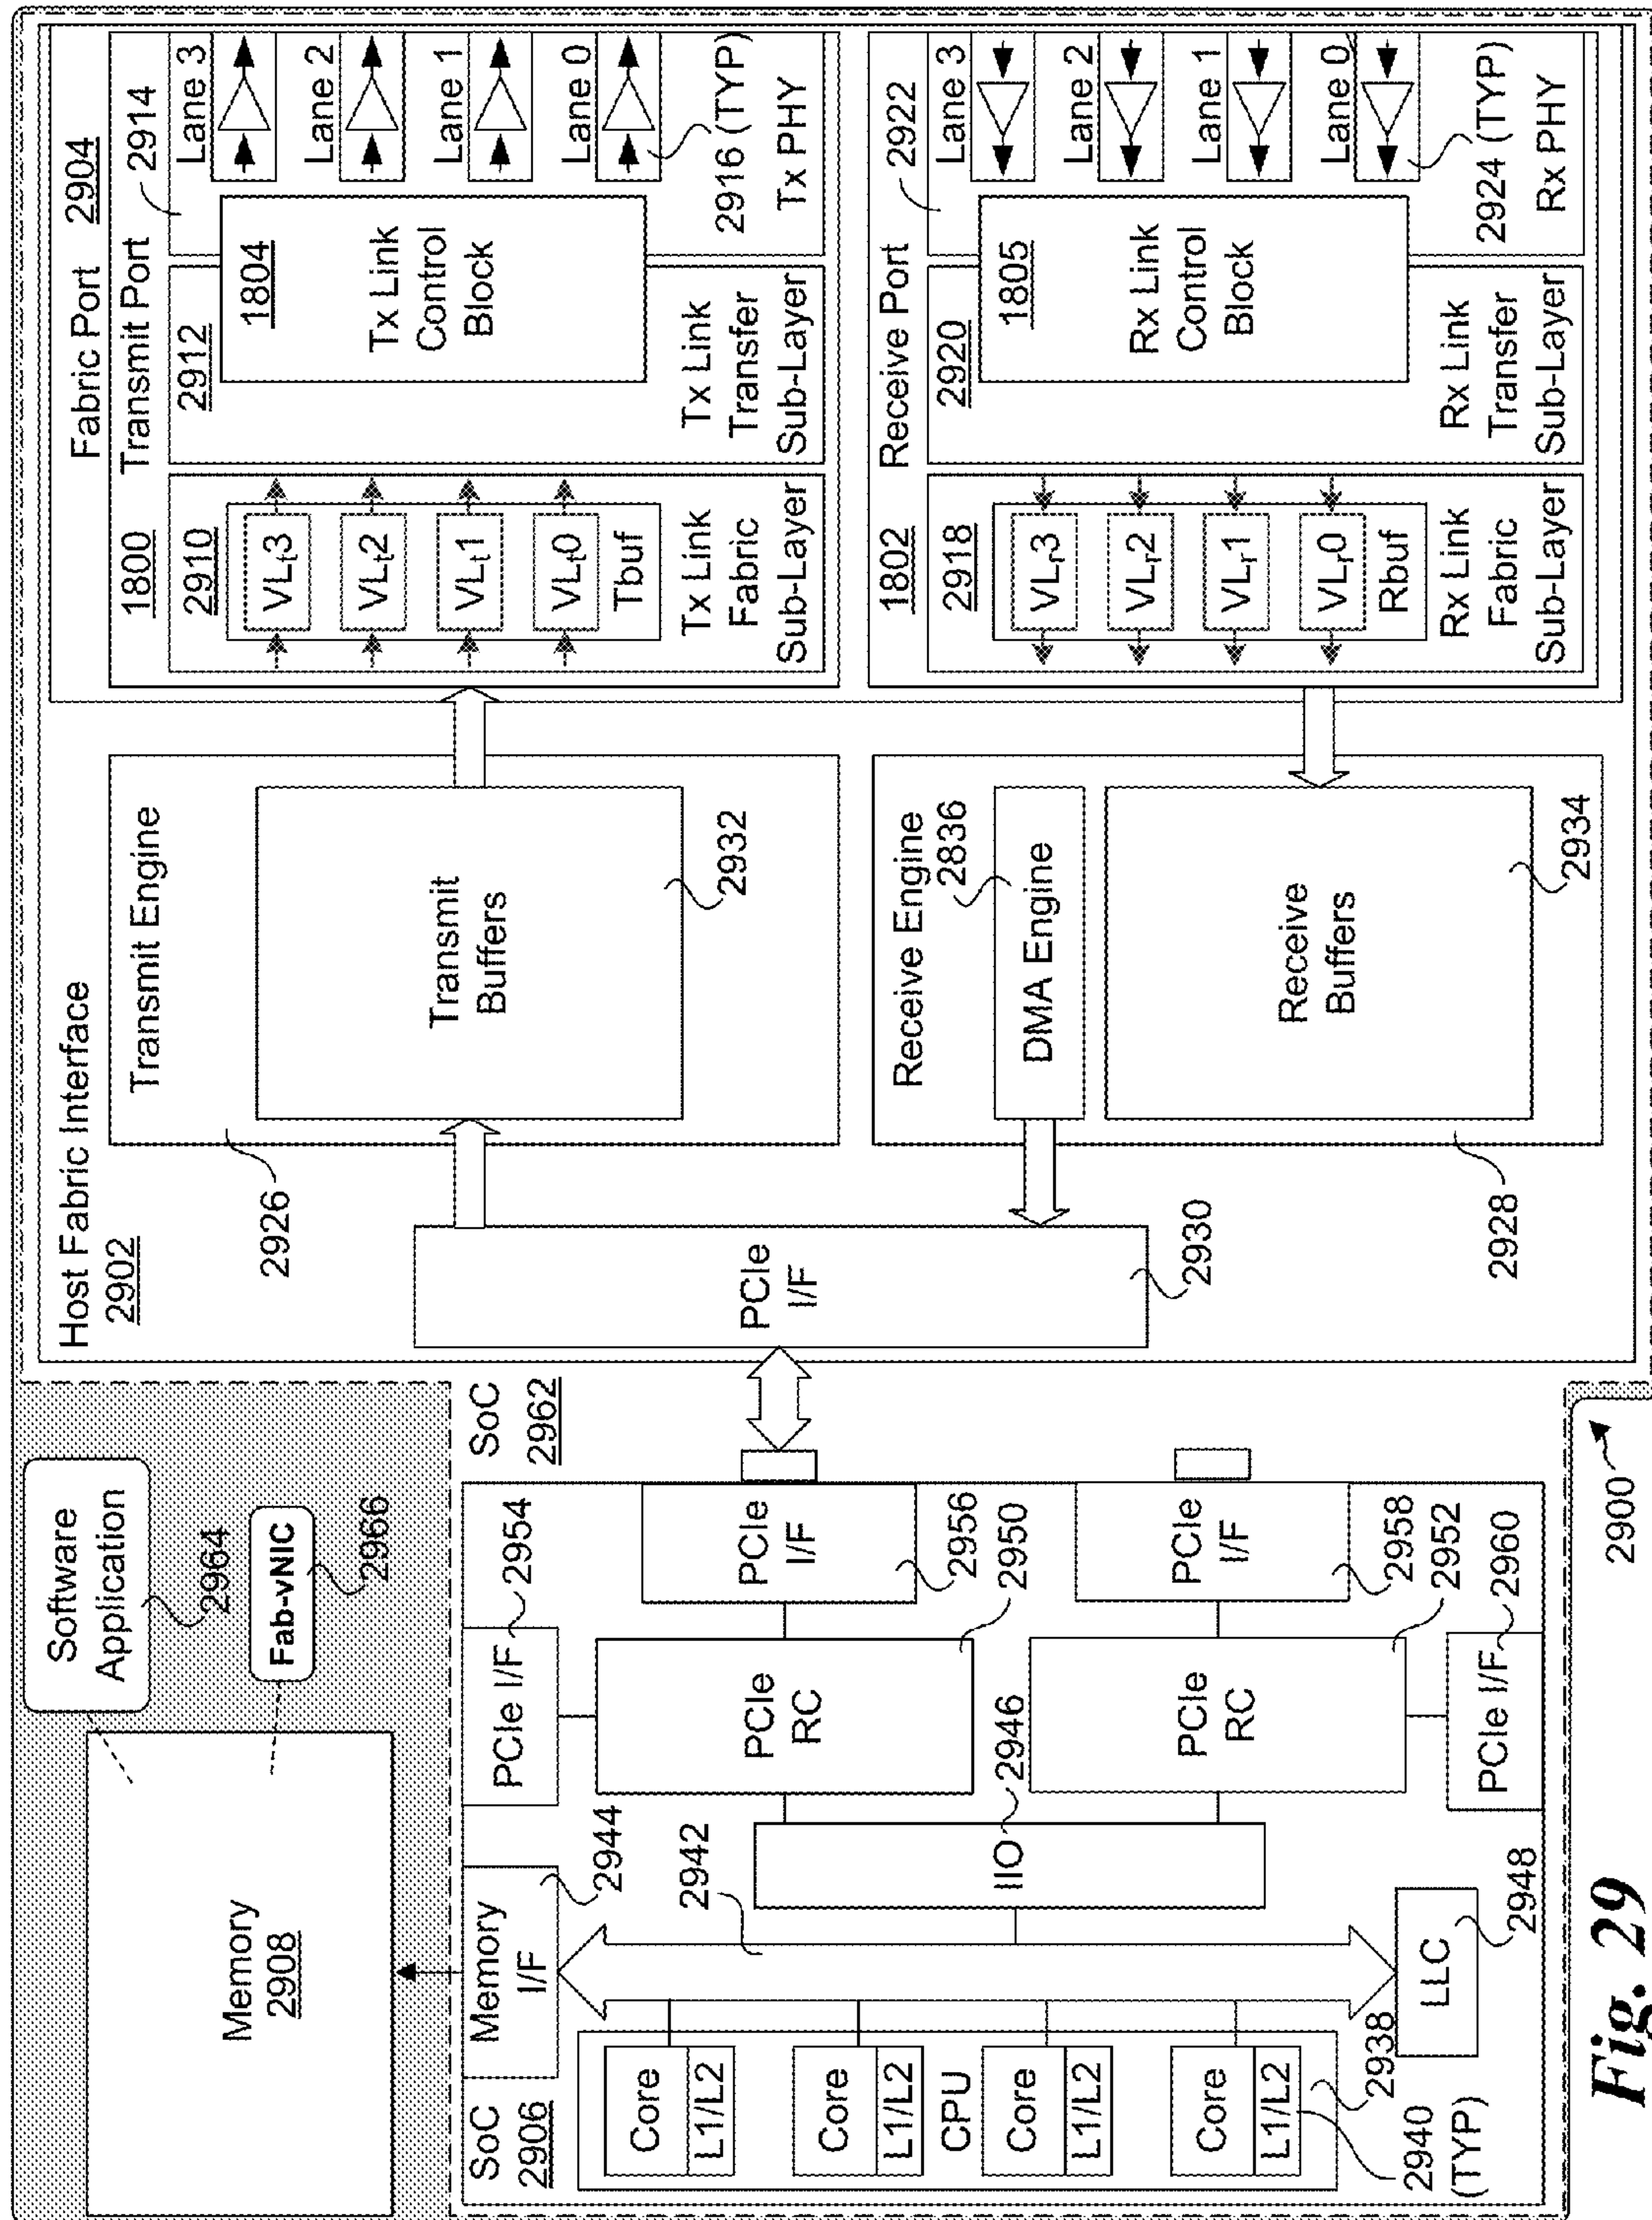 Memory
2908
Software
Application
2964
Fab-vNIC
2966
SoC
2906
Memory
I/F
2944
PCIe I/F
2954
Core
L1/L2
Core
L1/L2
CPU
Core
L1/L2
Core
L1/L2
2938
2940
(TYP)
2942
IIO
2946
LLC
2948
PCIe
RC
2950
PCIe
I/F
2956
PCIe
RC
2952
PCIe
I/F
2958
PCIe I/F
2960
SoC
2962
2900
Host Fabric Interface
2902
PCIe
I/F
2930
2926
Transmit Engine
Transmit
Buffers
2932
Receive Engine
2836
DMA Engine
Receive
Buffers
2934
2928
Fabric Port 2904
1800 Transmit Port
2910
VLt3
VLt2
VLt1
VLt0
Tbuf
Tx Link
Fabric
Sub-Layer
2912
1804
Tx Link
Control
Block
Tx Link
Transfer
Sub-Layer
2914
Lane 3
Lane 2
Lane 1
Lane 0
2916 (TYP)
Tx PHY
1802 Receive Port
2918
VLr3
VLr2
VLr1
VLr0
Rbuf
Rx Link
Fabric
Sub-Layer
2920
1805
Rx Link
Control
Block
Rx Link
Transfer
Sub-Layer
2922
Lane 3
Lane 2
Lane 1
Lane 0
2924 (TYP)
Rx PHY
Fig. 29